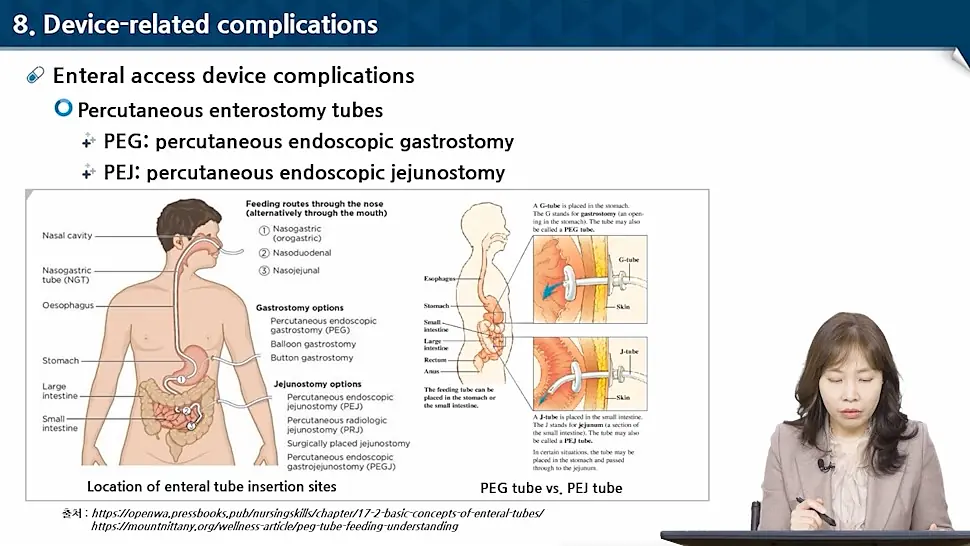 8. Device-related complications
Enteral access device complications
Percutaneous enterostomy tubes
PEG: percutaneous endoscopic gastrostomy
PEJ: percutaneous endoscopic jejunostomy
Nasal cavity
Nasogastric
tube (NGT)
Oesophagus
Stomach
Large
intestine
Small
intestine
Feeding routes through the nose
(alternatively through the mouth)
1 Nasogastric
(orogastric)
2 Nasoduodenal
3 Nasojejunal
Gastrostomy options
Percutaneous endoscopic
gastrostomy (PEG)
Balloon gastrostomy
Button gastrostomy
Jejunostomy options
Percutaneous endoscopic
jejunostomy (PEJ)
Percutaneous radiologic
jejunostomy (PRJ)
Surgically placed jejunostomy
Percutaneous endoscopic
gastrojejunostomy (PEGJ)
1
2
3
Location of enteral tube insertion sites
Esophagus
Stomach
Small
intestine
Large
intestine
Rectum
Anus
The feeding tube can be
placed in the stomach or
the small intestine.
A G-tube is placed in the stomach.
The G stands for gastrostomy (an open-
ing in the stomach). The tube may also
be called a PEG tube.
G-tube
Skin
J-tube
Skin
A J-tube is placed in the small intestine.
The J stands for jejunum (a section of
the small intestine). The tube may also
be called a PEJ tube.
In certain situations, the tube may be
placed in the stomach and passed
through to the jejunum.
PEG tube vs. PEJ tube
출처 : https://openwa.pressbooks.pub/nursingskills/chapter/17-2-basic-concepts-of-enteral-tubes/
https://mountnittany.org/wellness-article/peg-tube-feeding-understanding